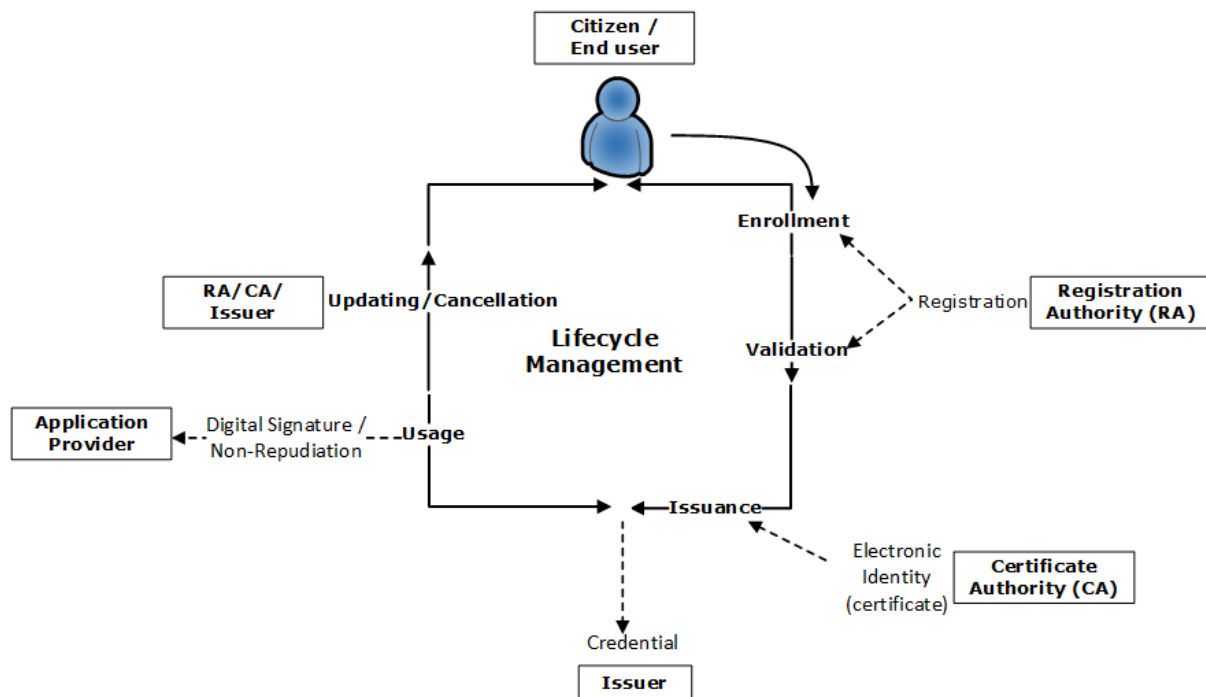 Citizen /
End user
Enrollment
RA/CA/
Issuer
Updating/Cancellation
Registration
Registration
Authority (RA)
Lifecycle
Management
Validation
Application
Provider
Digital Signature /
Non-Repudiation
Usage
Issuance
Electronic
Identity
(certificate)
Certificate
Authority (CA)
Credential
Issuer